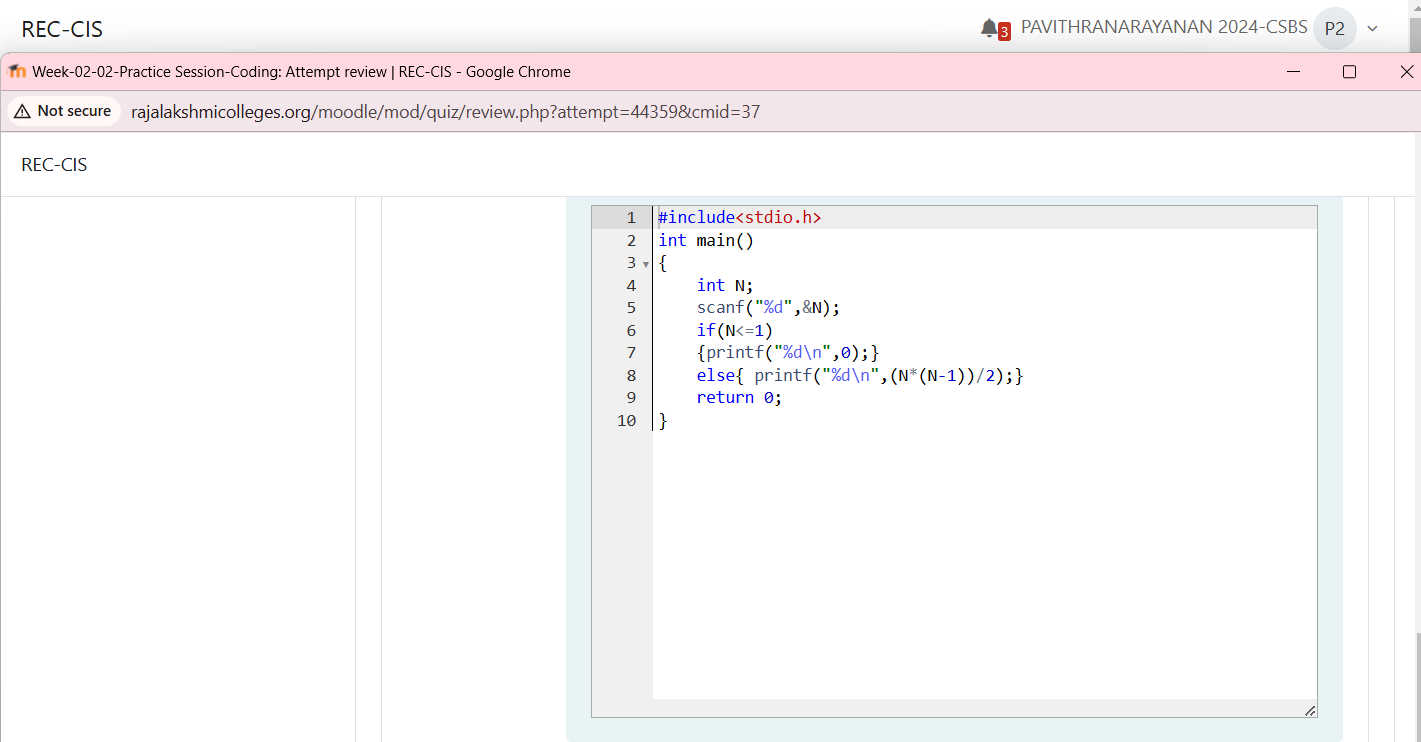 REC-CIS
3 PAVITHRANARAYANAN 2024-CSBS P2
Week-02-02-Practice Session-Coding: Attempt review | REC-CIS - Google Chrome
Not secure rajalakshmicolleges.org/moodle/mod/quiz/review.php?attempt=44359&cmid=37
REC-CIS
1 #include<stdio.h>
2 int main()
3 {
4 int N;
5 scanf("%d",&N);
6 if(N<=1)
7 {printf("%d\n",0);}
8 else{ printf("%d\n",(N*(N-1))/2);}
9 return 0;
10 }